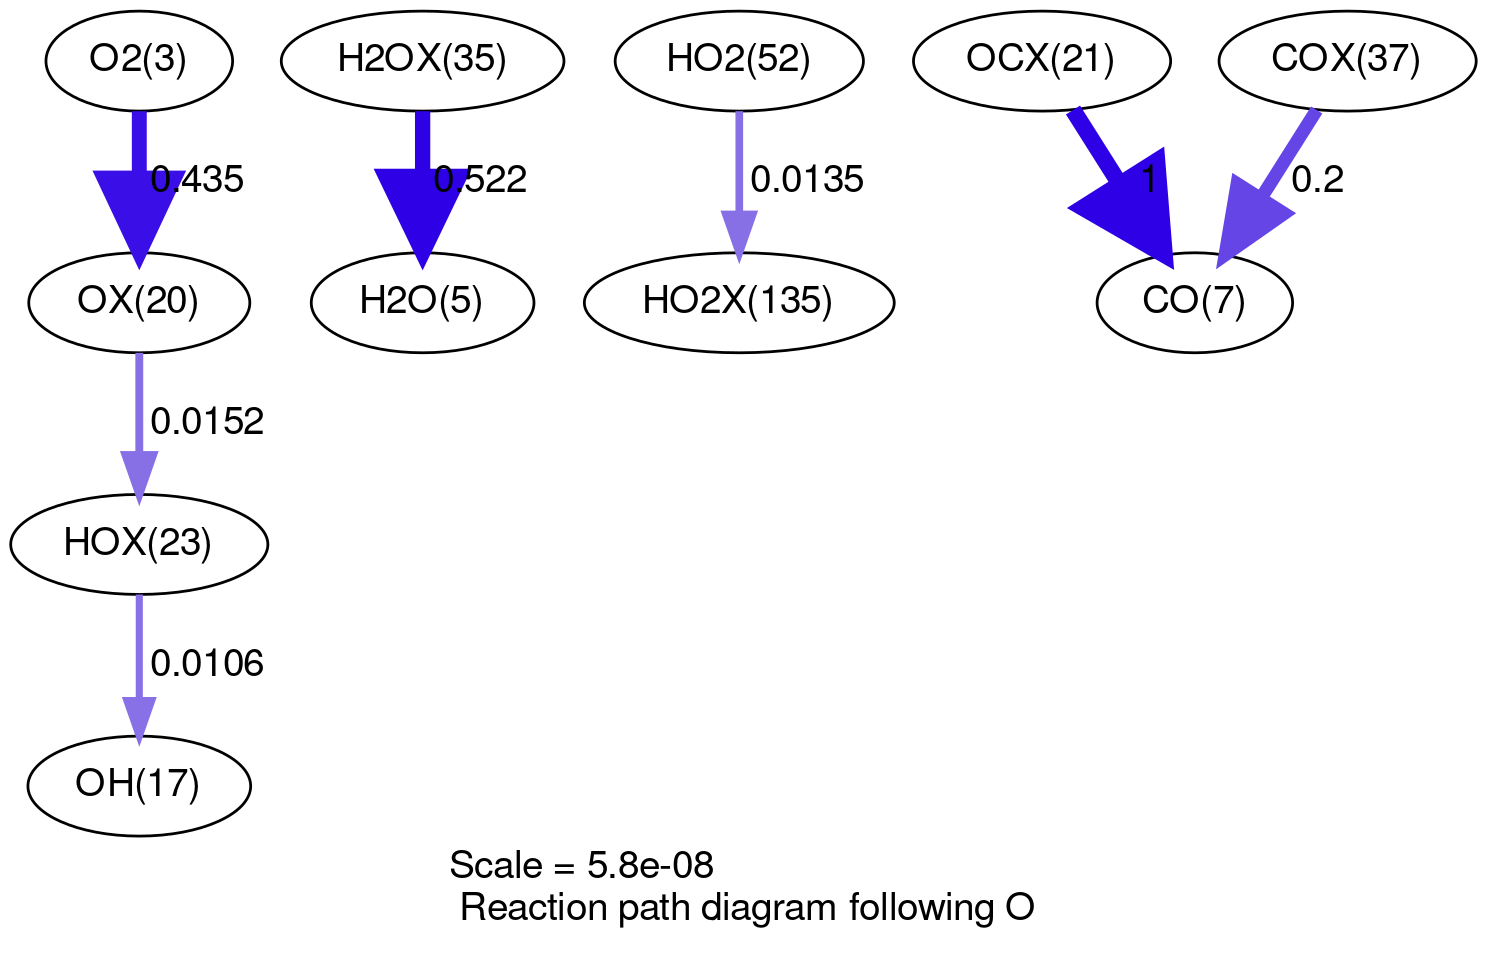 O2(3)
H2OX(35)
HO2(52)
OCX(21)
COX(37)
0.435
0.522
0.0135
1
0.2
OX(20)
H2O(5)
HO2X(135)
CO(7)
0.0152
HOX(23)
0.0106
OH(17)
Scale = 5.8e-08
Reaction path diagram following O